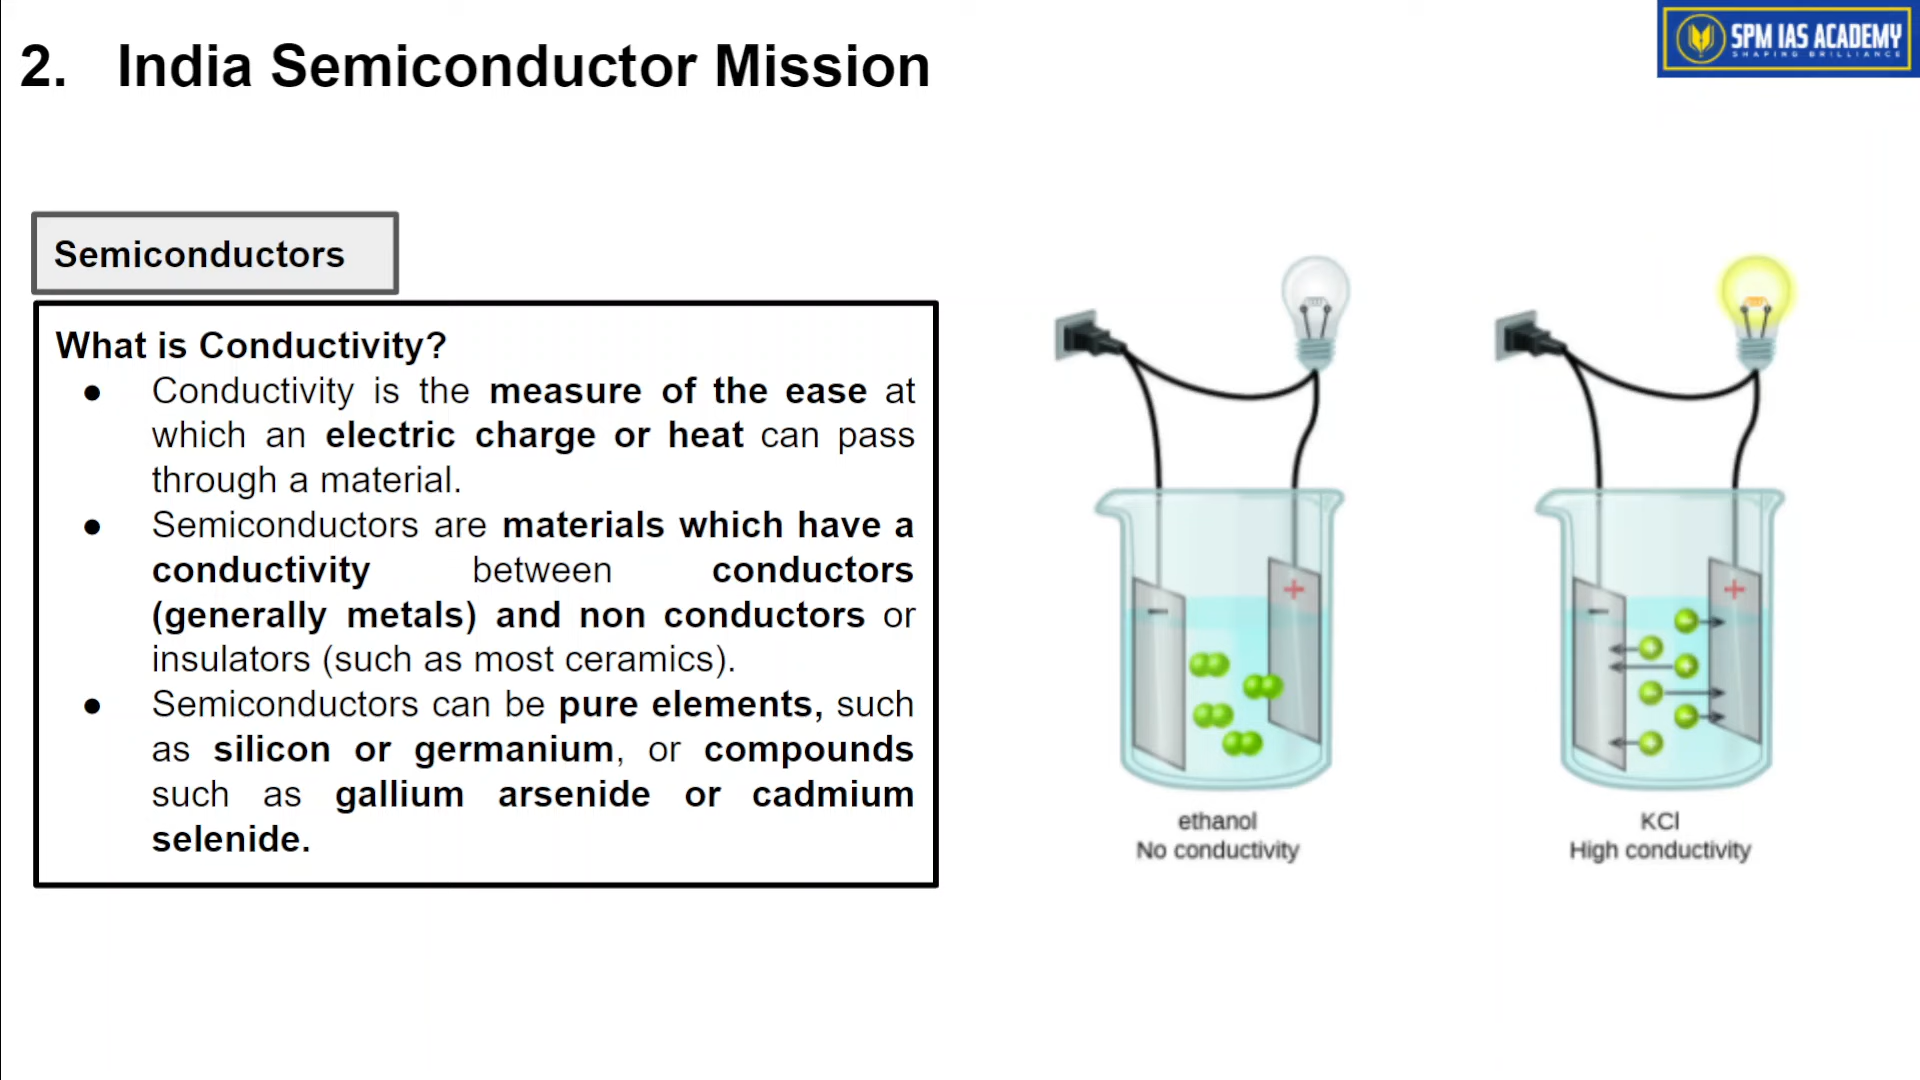 2. India Semiconductor Mission
SPM IAS ACADEMY
SHAPING BRILLIANCE
Semiconductors
What is Conductivity?
● Conductivity is the measure of the ease at
which an electric charge or heat can pass
through a material.
● Semiconductors are materials which have a
conductivity between conductors
(generally metals) and non conductors or
insulators (such as most ceramics).
● Semiconductors can be pure elements, such
as silicon or germanium, or compounds
such as gallium arsenide or cadmium
selenide.
ethanol
No conductivity
KCl
High conductivity